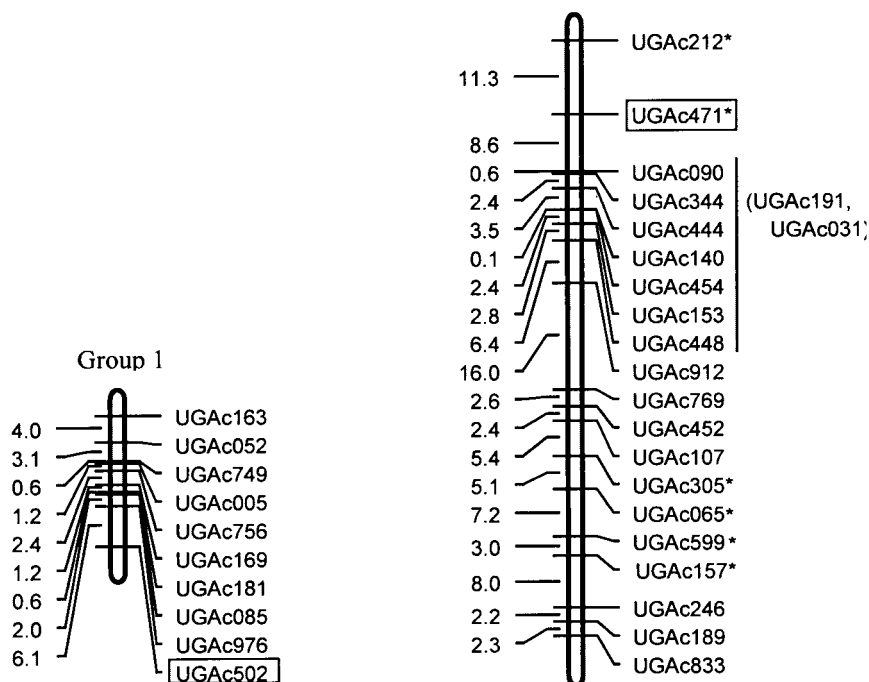 Group 1
4.0
3.1
0.6
1.2
2.4
1.2
0.6
2.0
6.1
UGAc163
UGAc052
UGAc749
UGAc005
UGAc756
UGAc169
UGAc181
UGAc085
UGAc976
UGAc502
11.3
8.6
0.6
2.4
3.5
0.1
2.4
2.8
6.4
16.0
2.6
2.4
5.4
5.1
7.2
3.0
8.0
2.2
2.3
UGAc212*
UGAc471*
UGAc090
UGAc344
UGAc444
UGAc140
UGAc454
UGAc153
UGAc448
UGAc912
UGAc769
UGAc452
UGAc107
UGAc305*
UGAc065*
UGAc599*
UGAc157*
UGAc246
UGAc189
UGAc833
(UGAc191,
UGAc031)